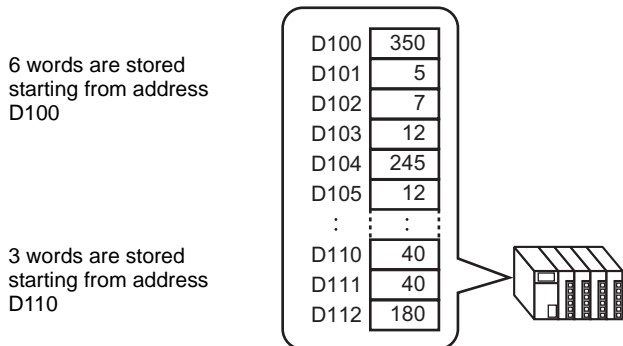 6 words are stored
starting from address
D100
D100 350
D101 5
D102 7
D103 12
D104 245
D105 12
: :
3 words are stored
starting from address
D110
D110 40
D111 40
D112 180